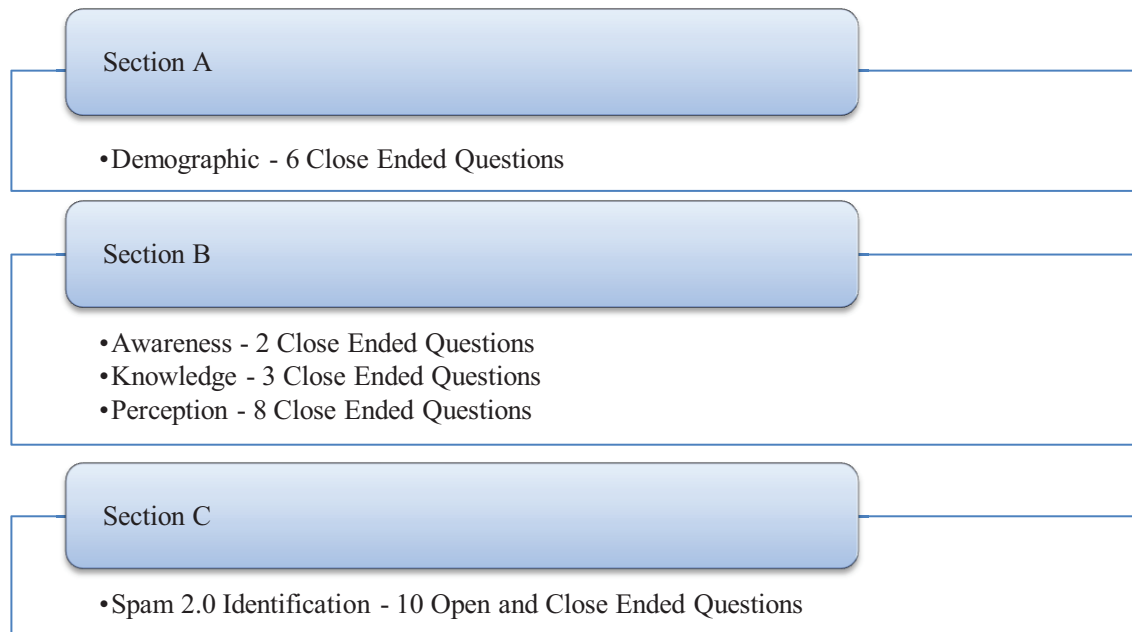 Section A
•Demographic - 6 Close Ended Questions
Section B
•Awareness - 2 Close Ended Questions
•Knowledge - 3 Close Ended Questions
•Perception - 8 Close Ended Questions
Section C
•Spam 2.0 Identification - 10 Open and Close Ended Questions